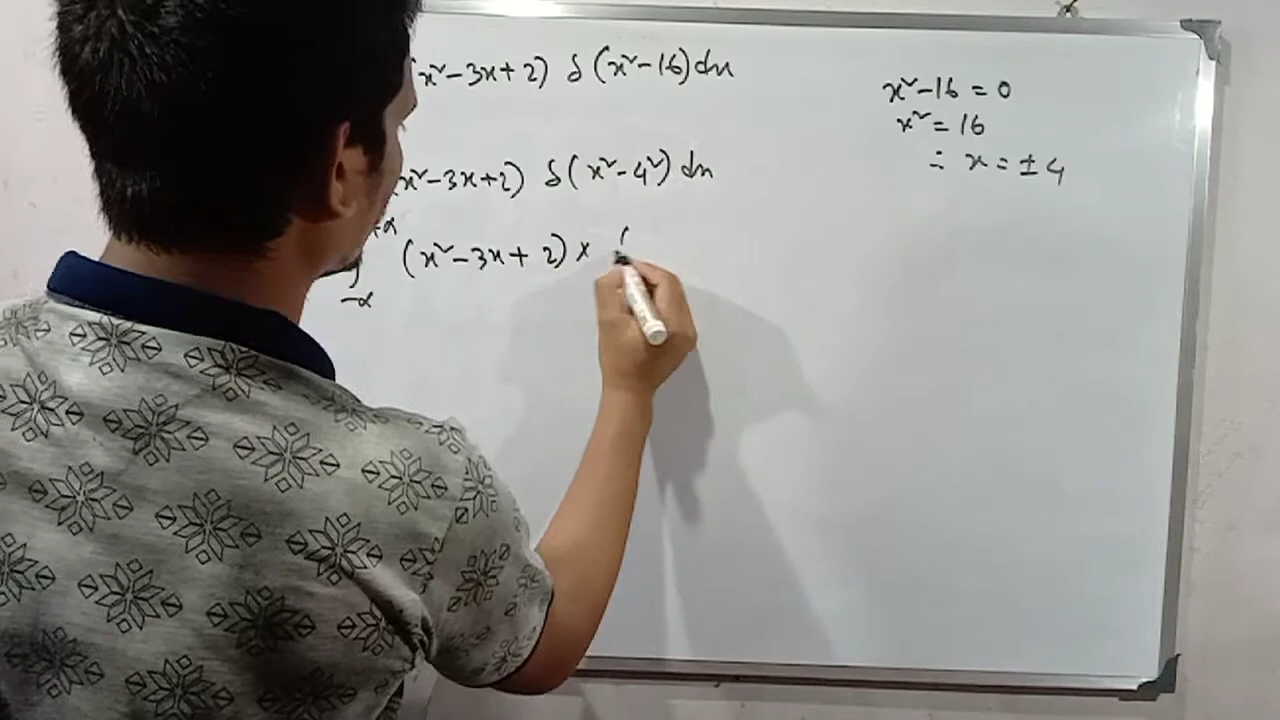 (x²-3x+2) δ(x²-16)dx
x²-16=0
x²=16
∴ x=±4
(x²-3x+2) δ(x²-4²)dx
+α
(x²-3x+2)×
-α